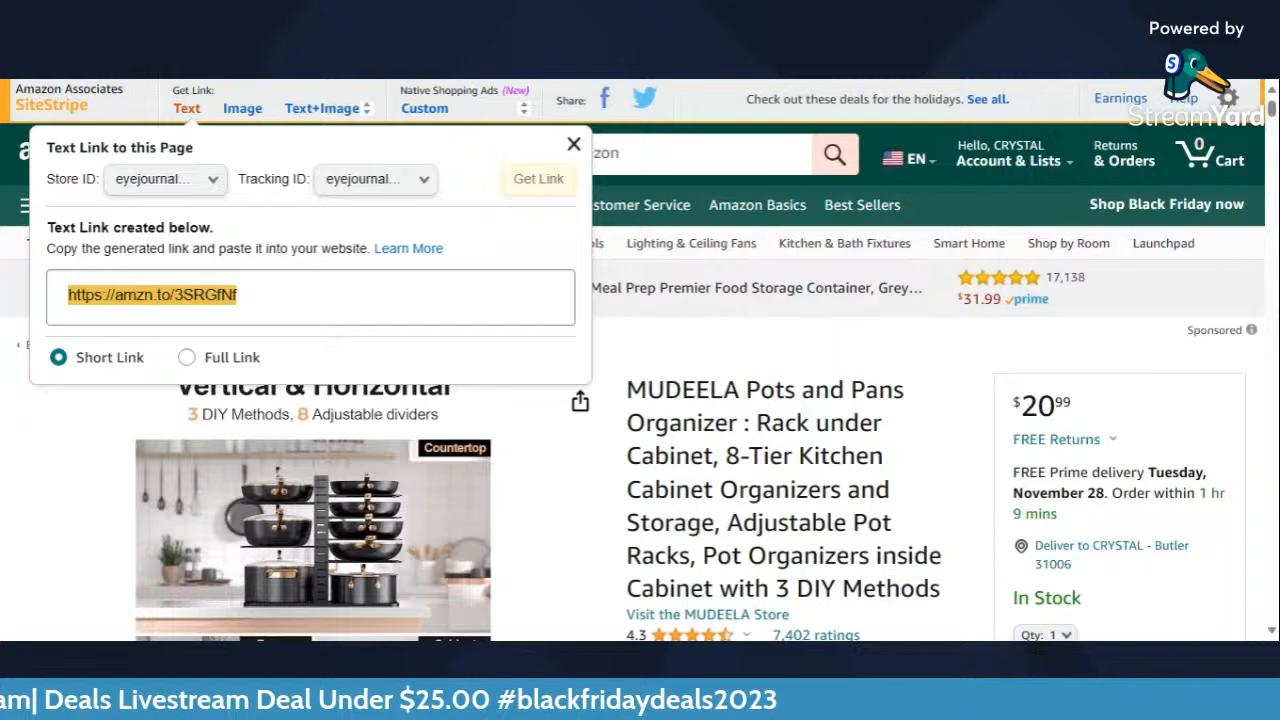 Powered by
StreamYard
Amazon Associates
SiteStripe
Get Link:
Text
Image
Text+Image
Native Shopping Ads (New)
Custom
Share:
Check out these deals for the holidays. See all.
Earnings
Help
Text Link to this Page
Store ID:
eyejournal...
Tracking ID:
eyejournal...
Get Link
Text Link created below.
Copy the generated link and paste it into your website. Learn More
https://amzn.to/3SRGfNf
Short Link
Full Link
zon
EN
Hello, CRYSTAL
Account & Lists
Returns
& Orders
0
Cart
stomer Service
Amazon Basics
Best Sellers
Shop Black Friday now
ls
Lighting & Ceiling Fans
Kitchen & Bath Fixtures
Smart Home
Shop by Room
Launchpad
Meal Prep Premier Food Storage Container, Grey...
17,138
$31.99 prime
Sponsored
Vertical & Horizontal
3 DIY Methods, 8 Adjustable dividers
Countertop
MUDEELA Pots and Pans
Organizer : Rack under
Cabinet, 8-Tier Kitchen
Cabinet Organizers and
Storage, Adjustable Pot
Racks, Pot Organizers inside
Cabinet with 3 DIY Methods
Visit the MUDEELA Store
4.3
7,402 ratings
$20 99
FREE Returns
FREE Prime delivery Tuesday,
November 28. Order within 1 hr
9 mins
Deliver to CRYSTAL - Butler
31006
In Stock
Qty: 1
am| Deals Livestream Deal Under $25.00 #blackfridaydeals2023